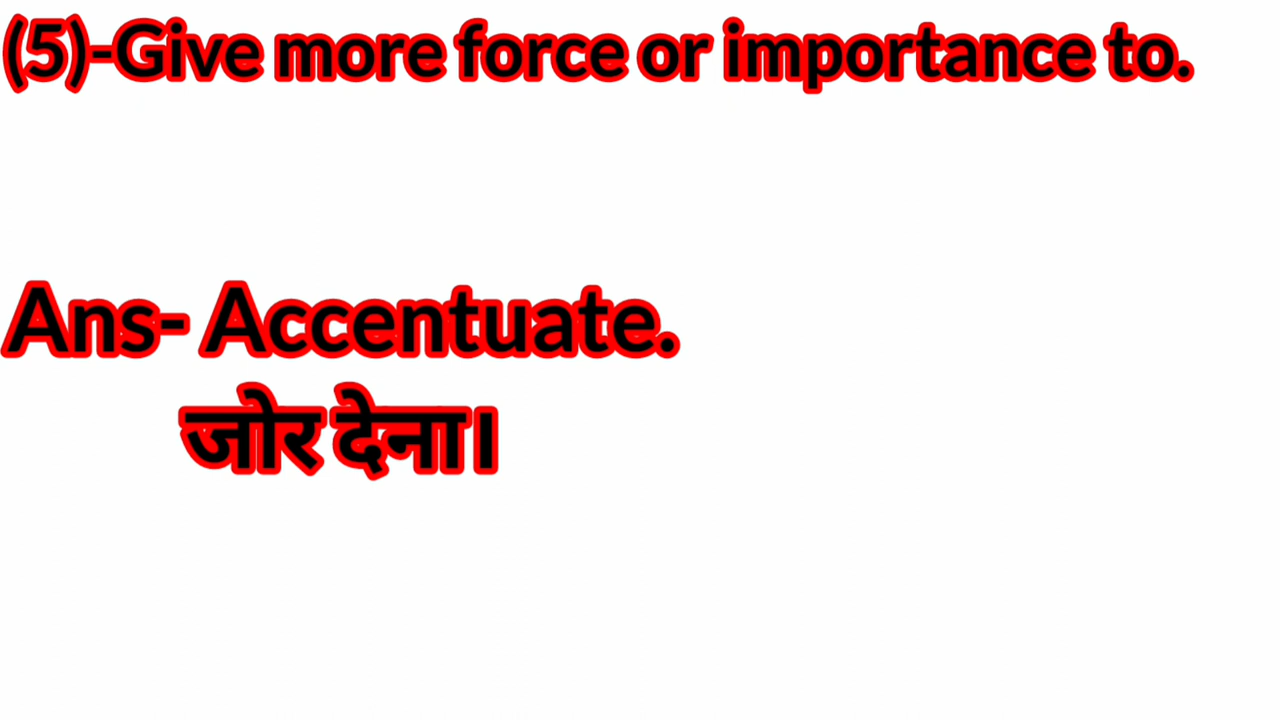 (5)-Give more force or importance to.
Ans- Accentuate.
जोर देना।